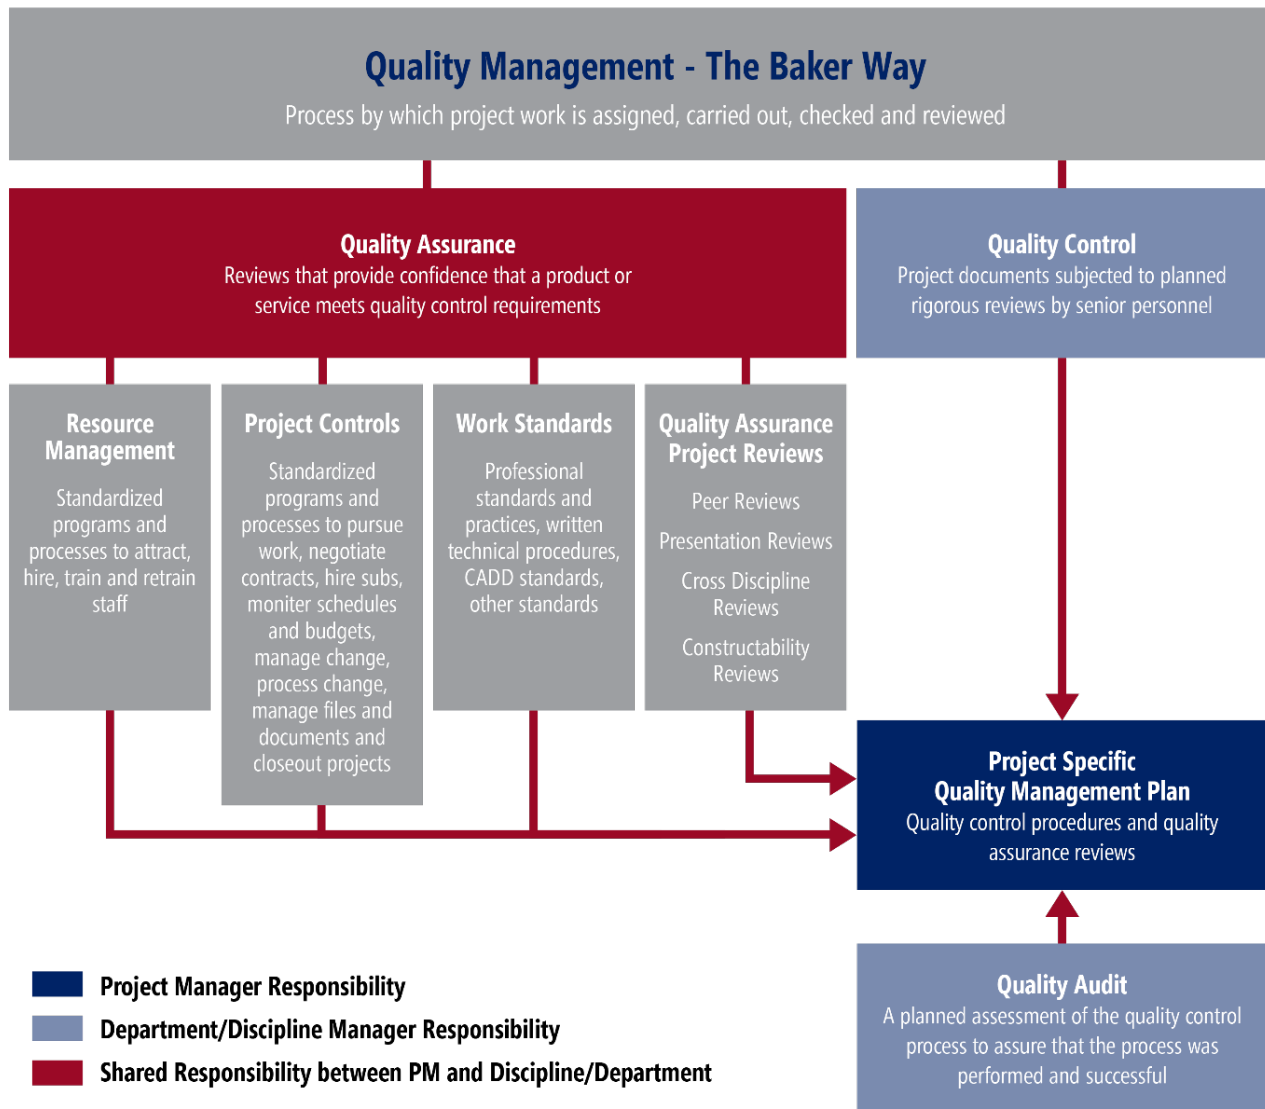 Quality Management - The Baker Way
Process by which project work is assigned, carried out, checked and reviewed
Quality Assurance
Reviews that provide confidence that a product or
service meets quality control requirements
Quality Control
Project documents subjected to planned
rigorous reviews by senior personnel
Resource
Management
Standardized
programs and
processes to attract,
hire, train and retrain
staff
Project Controls
Standardized
programs and
processes to pursue
work, negotiate
contracts, hire subs,
moniter schedules
and budgets,
manage change,
process change,
manage files and
documents and
closeout projects
Work Standards
Professional
standards and
practices, written
technical procedures,
CADD standards,
other standards
Quality Assurance
Project Reviews
Peer Reviews
Presentation Reviews
Cross Discipline
Reviews
Constructability
Reviews
Project Specific
Quality Management Plan
Quality control procedures and quality
assurance reviews
Quality Audit
A planned assessment of the quality control
process to assure that the process was
performed and successful
Project Manager Responsibility
Department/Discipline Manager Responsibility
Shared Responsibility between PM and Discipline/Department